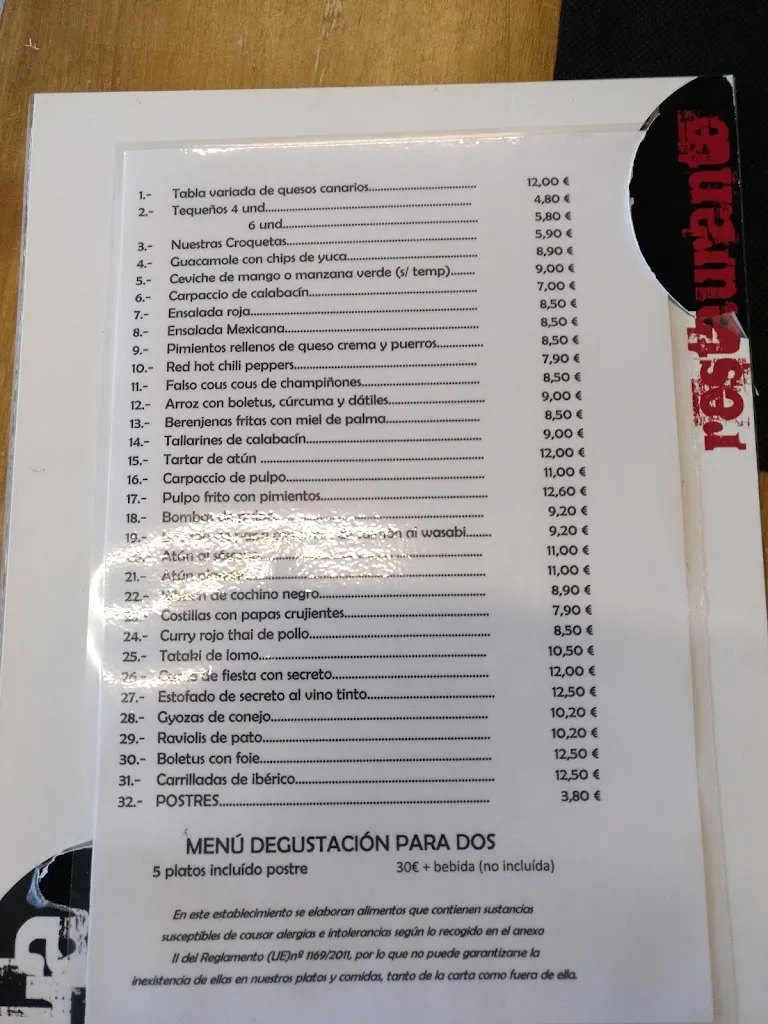 1.- Tabla variada de quesos canarios.................... 12,00 €
2.- Tequeños 4 und.................... 4,80 €
6 und.................... 5,80 €
3.- Nuestras Croquetas.................... 5,90 €
4.- Guacamole con chips de yuca.................... 8,90 €
5.- Ceviche de mango o manzana verde (s/ temp)........ 9,00 €
6.- Carpaccio de calabacín.................... 7,00 €
7.- Ensalada roja.................... 8,50 €
8.- Ensalada Mexicana.................... 8,50 €
9.- Pimientos rellenos de queso crema y puerros............... 8,50 €
10.- Red hot chili peppers.................... 7,90 €
11.- Falso cous cous de champiñones.................... 8,50 €
12.- Arroz con boletus, cúrcuma y dátiles.................... 9,00 €
13.- Berenjenas fritas con miel de palma.................... 8,50 €
14.- Tallarines de calabacín.................... 9,00 €
15.- Tartar de atún .................... 12,00 €
16.- Carpaccio de pulpo.................... 11,00 €
17.- Pulpo frito con pimientos.................... 12,60 €
18.- Bombas de .................... 9,20 €
19.- al wasabi........ 9,20 €
Atún al .................... 11,00 €
21.- Atún .................... 11,00 €
22.- de cochino negro.................... 8,90 €
23.- Costillas con papas crujientes.................... 7,90 €
24.- Curry rojo thai de pollo.................... 8,50 €
25.- Tataki de lomo.................... 10,50 €
26.- de fiesta con secreto.................... 12,00 €
27.- Estofado de secreto al vino tinto.................... 12,50 €
28.- Gyozas de conejo.................... 10,20 €
29.- Raviolis de pato.................... 10,20 €
30.- Boletus con foie.................... 12,50 €
31.- Carrilladas de ibérico.................... 12,50 €
32.- POSTRES.................... 3,80 €
MENÚ DEGUSTACIÓN PARA DOS
5 platos incluído postre 30€ + bebida (no incluída)
En este establecimiento se elaboran alimentos que contienen sustancias
susceptibles de causar alergias e intolerancias según lo recogido en el anexo
II del Reglamento (UE)nº 1169/2011, por lo que no puede garantizarse la
inexistencia de ellas en nuestros platos y comidas, tanto de la carta como fuera de ella.
restaurante
la